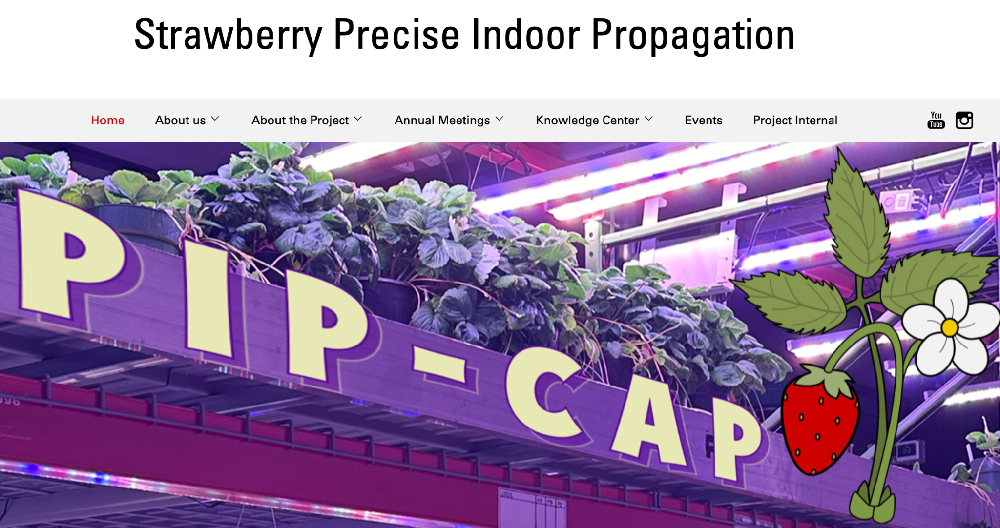 Strawberry Precise Indoor Propagation
Home About us About the Project Annual Meetings Knowledge Center Events Project Internal You Tube
PIP-CAP